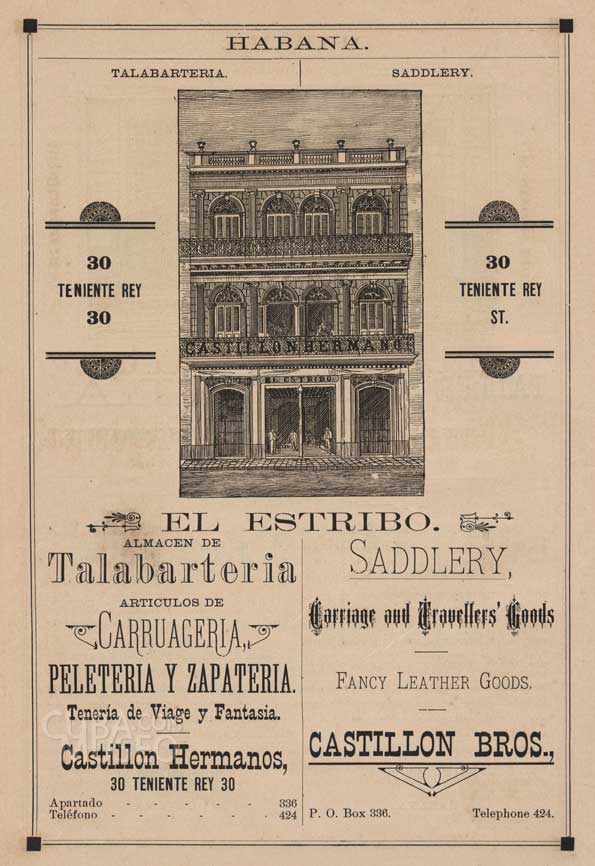 HABANA.
TALABARTERIA.
SADDLERY.
30
TENIENTE REY
30
30
TENIENTE REY
ST.
CASTILLON HERMANOS
EL ESTRIBO
EL ESTRIBO.
ALMACEN DE
Talabarteria
ARTICULOS DE
CARRUAGERIA,
PELETERIA Y ZAPATERIA.
Tenería de Viage y Fantasia.
Castillon Hermanos,
30 TENIENTE REY 30
Apartado - - - - - 336
Teléfono - - - - - 424
SADDLERY,
Carriage and Travellers' Goods
FANCY LEATHER GOODS.
CASTILLON BROS.,
P. O. Box 336. Telephone 424.